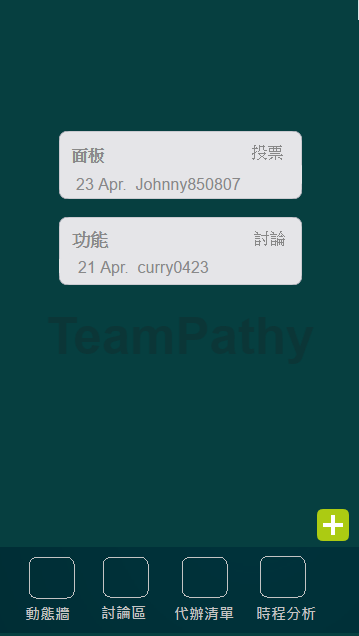 面板 投票
23 Apr. Johnny850807
功能 討論
21 Apr. curry0423
TeamPathy
動態牆 討論區 代辦清單 時程分析